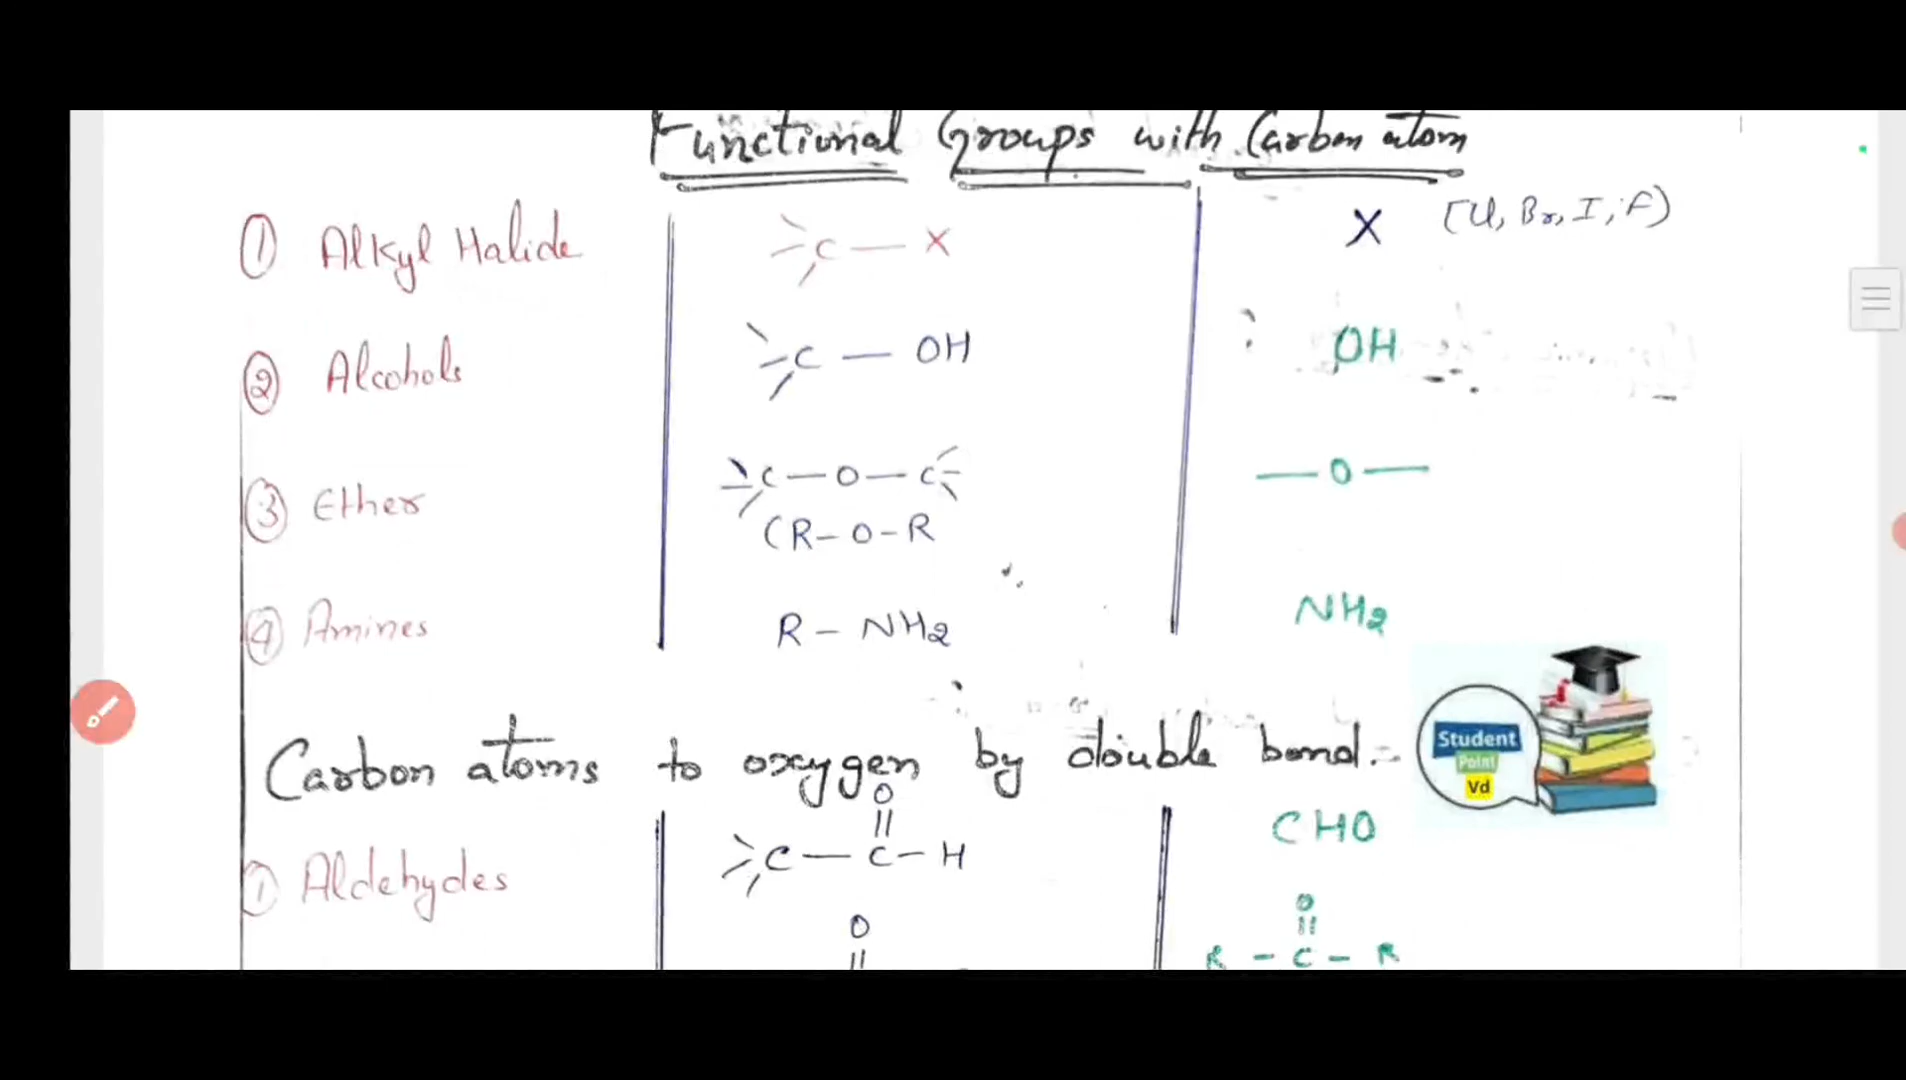 Functional Groups with Carbon atom
① Alkyl Halide C — X X [Cl, Br, I, F)
② Alcohols C — OH OH
③ Ether C — O — C — O —
(R – O – R
④ Amines R – NH2 NH2
Carbon atoms to oxygen by double bond.
Student
Point
Vd
O
||
① Aldehydes C — C – H CHO
O
||
O
||
R – C – R